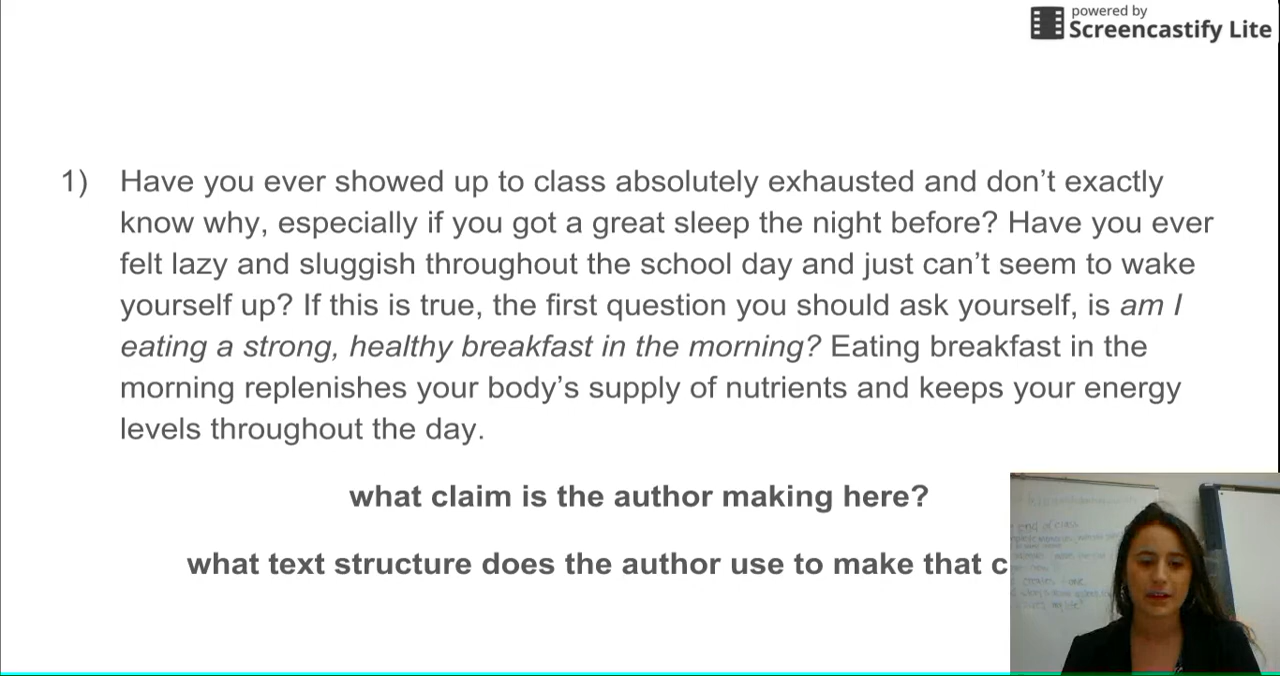 powered by
Screencastify Lite
1) Have you ever showed up to class absolutely exhausted and don’t exactly
know why, especially if you got a great sleep the night before? Have you ever
felt lazy and sluggish throughout the school day and just can’t seem to wake
yourself up? If this is true, the first question you should ask yourself, is am I
eating a strong, healthy breakfast in the morning? Eating breakfast in the
morning replenishes your body’s supply of nutrients and keeps your energy
levels throughout the day.
what claim is the author making here?
what text structure does the author use to make that c
end of class